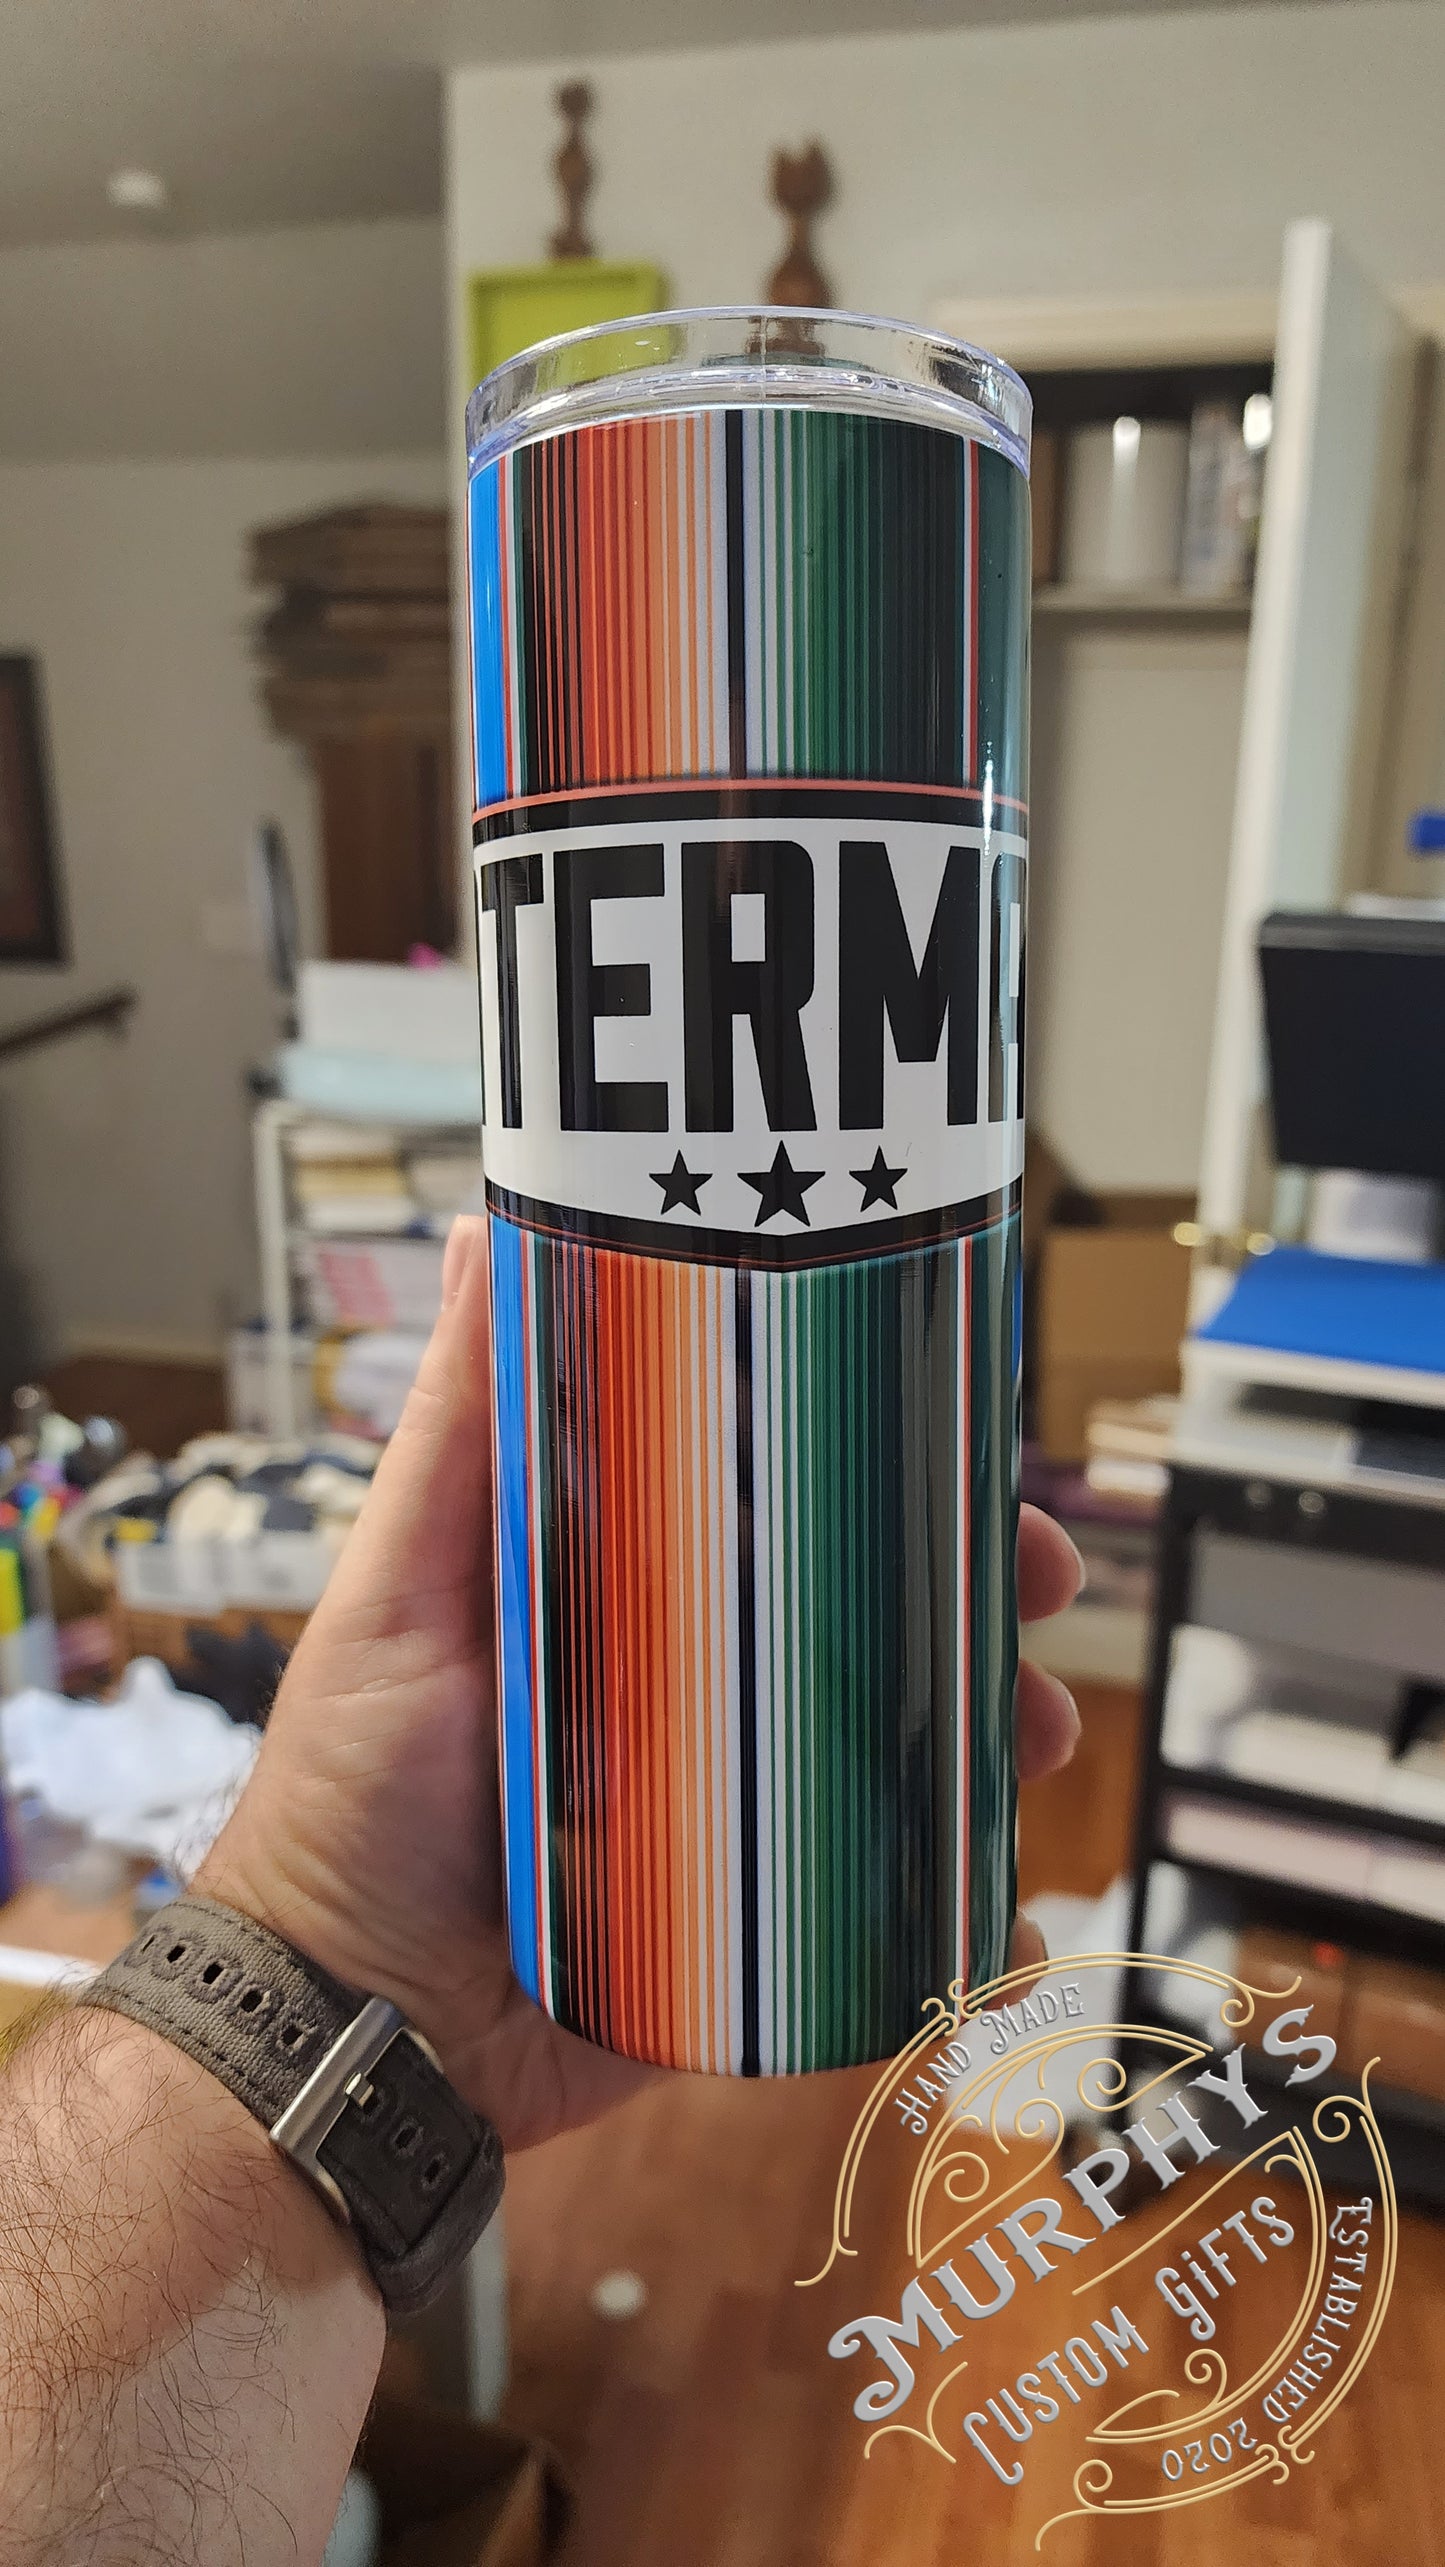 TERM
HAND MADE
MURPHYS
CUSTOM GIFTS
ESTABLISHED 2020